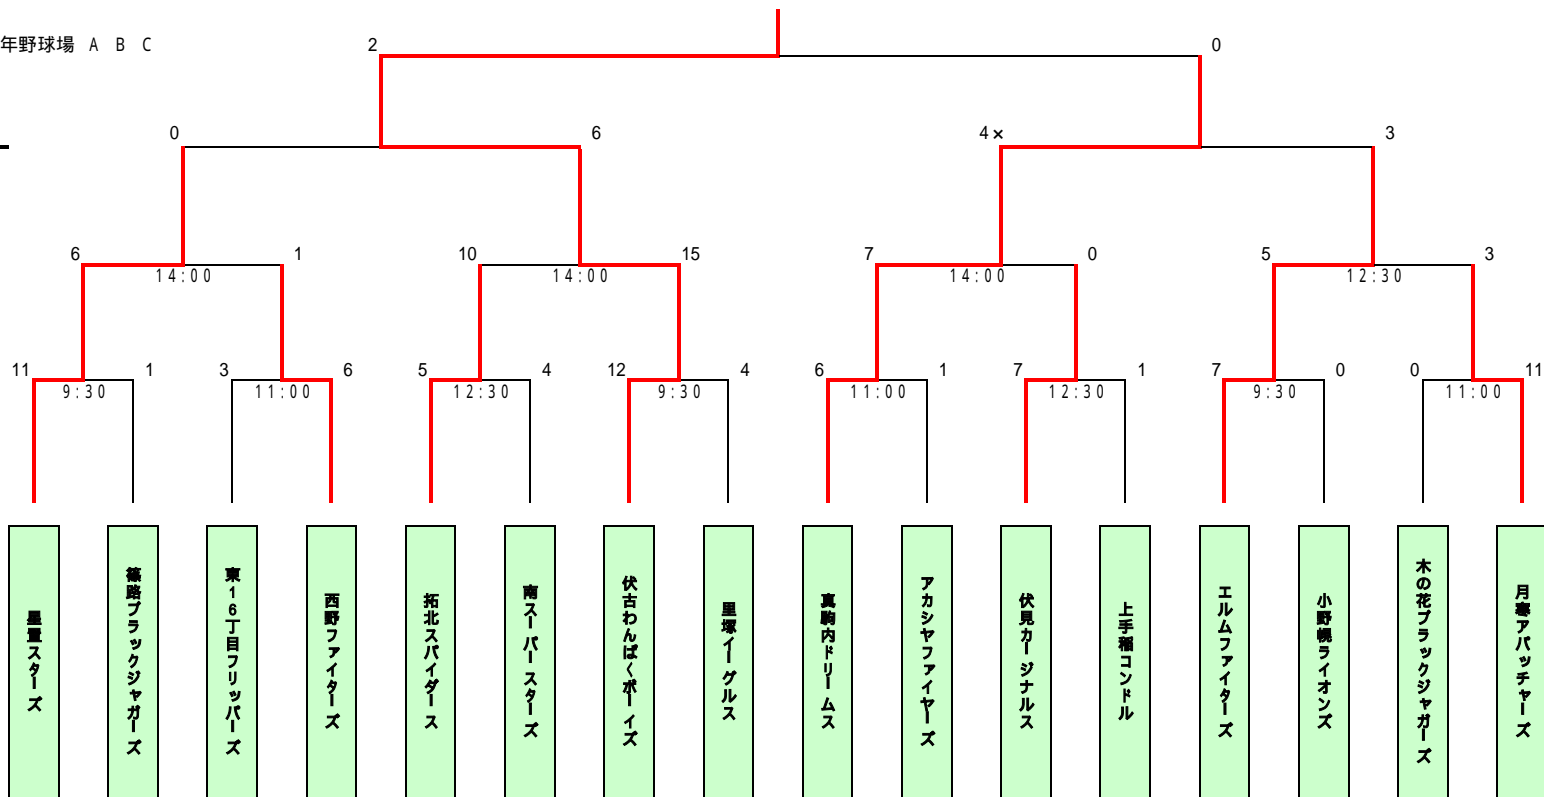 年野球場 A B C
2
0
0
6
4×
3
6
1
10
15
7
0
5
3
14:00
14:00
14:00
12:30
11
1
3
6
5
4
12
4
6
1
7
1
7
0
0
11
9:30
11:00
12:30
9:30
11:00
12:30
9:30
11:00
星置スターズ
篠路ブラックジャガーズ
東16丁目フリッパーズ
西野ファイターズ
拓北スパイダース
南スーパースターズ
伏古わんぱくボーイズ
里塚イーグルス
真駒内ドリームス
アカシヤファイヤーズ
伏見カージナルス
上手稲コンドル
エルムファイターズ
小野幌ライオンズ
木の花ブラックジャガーズ
月寒アパッチャーズ